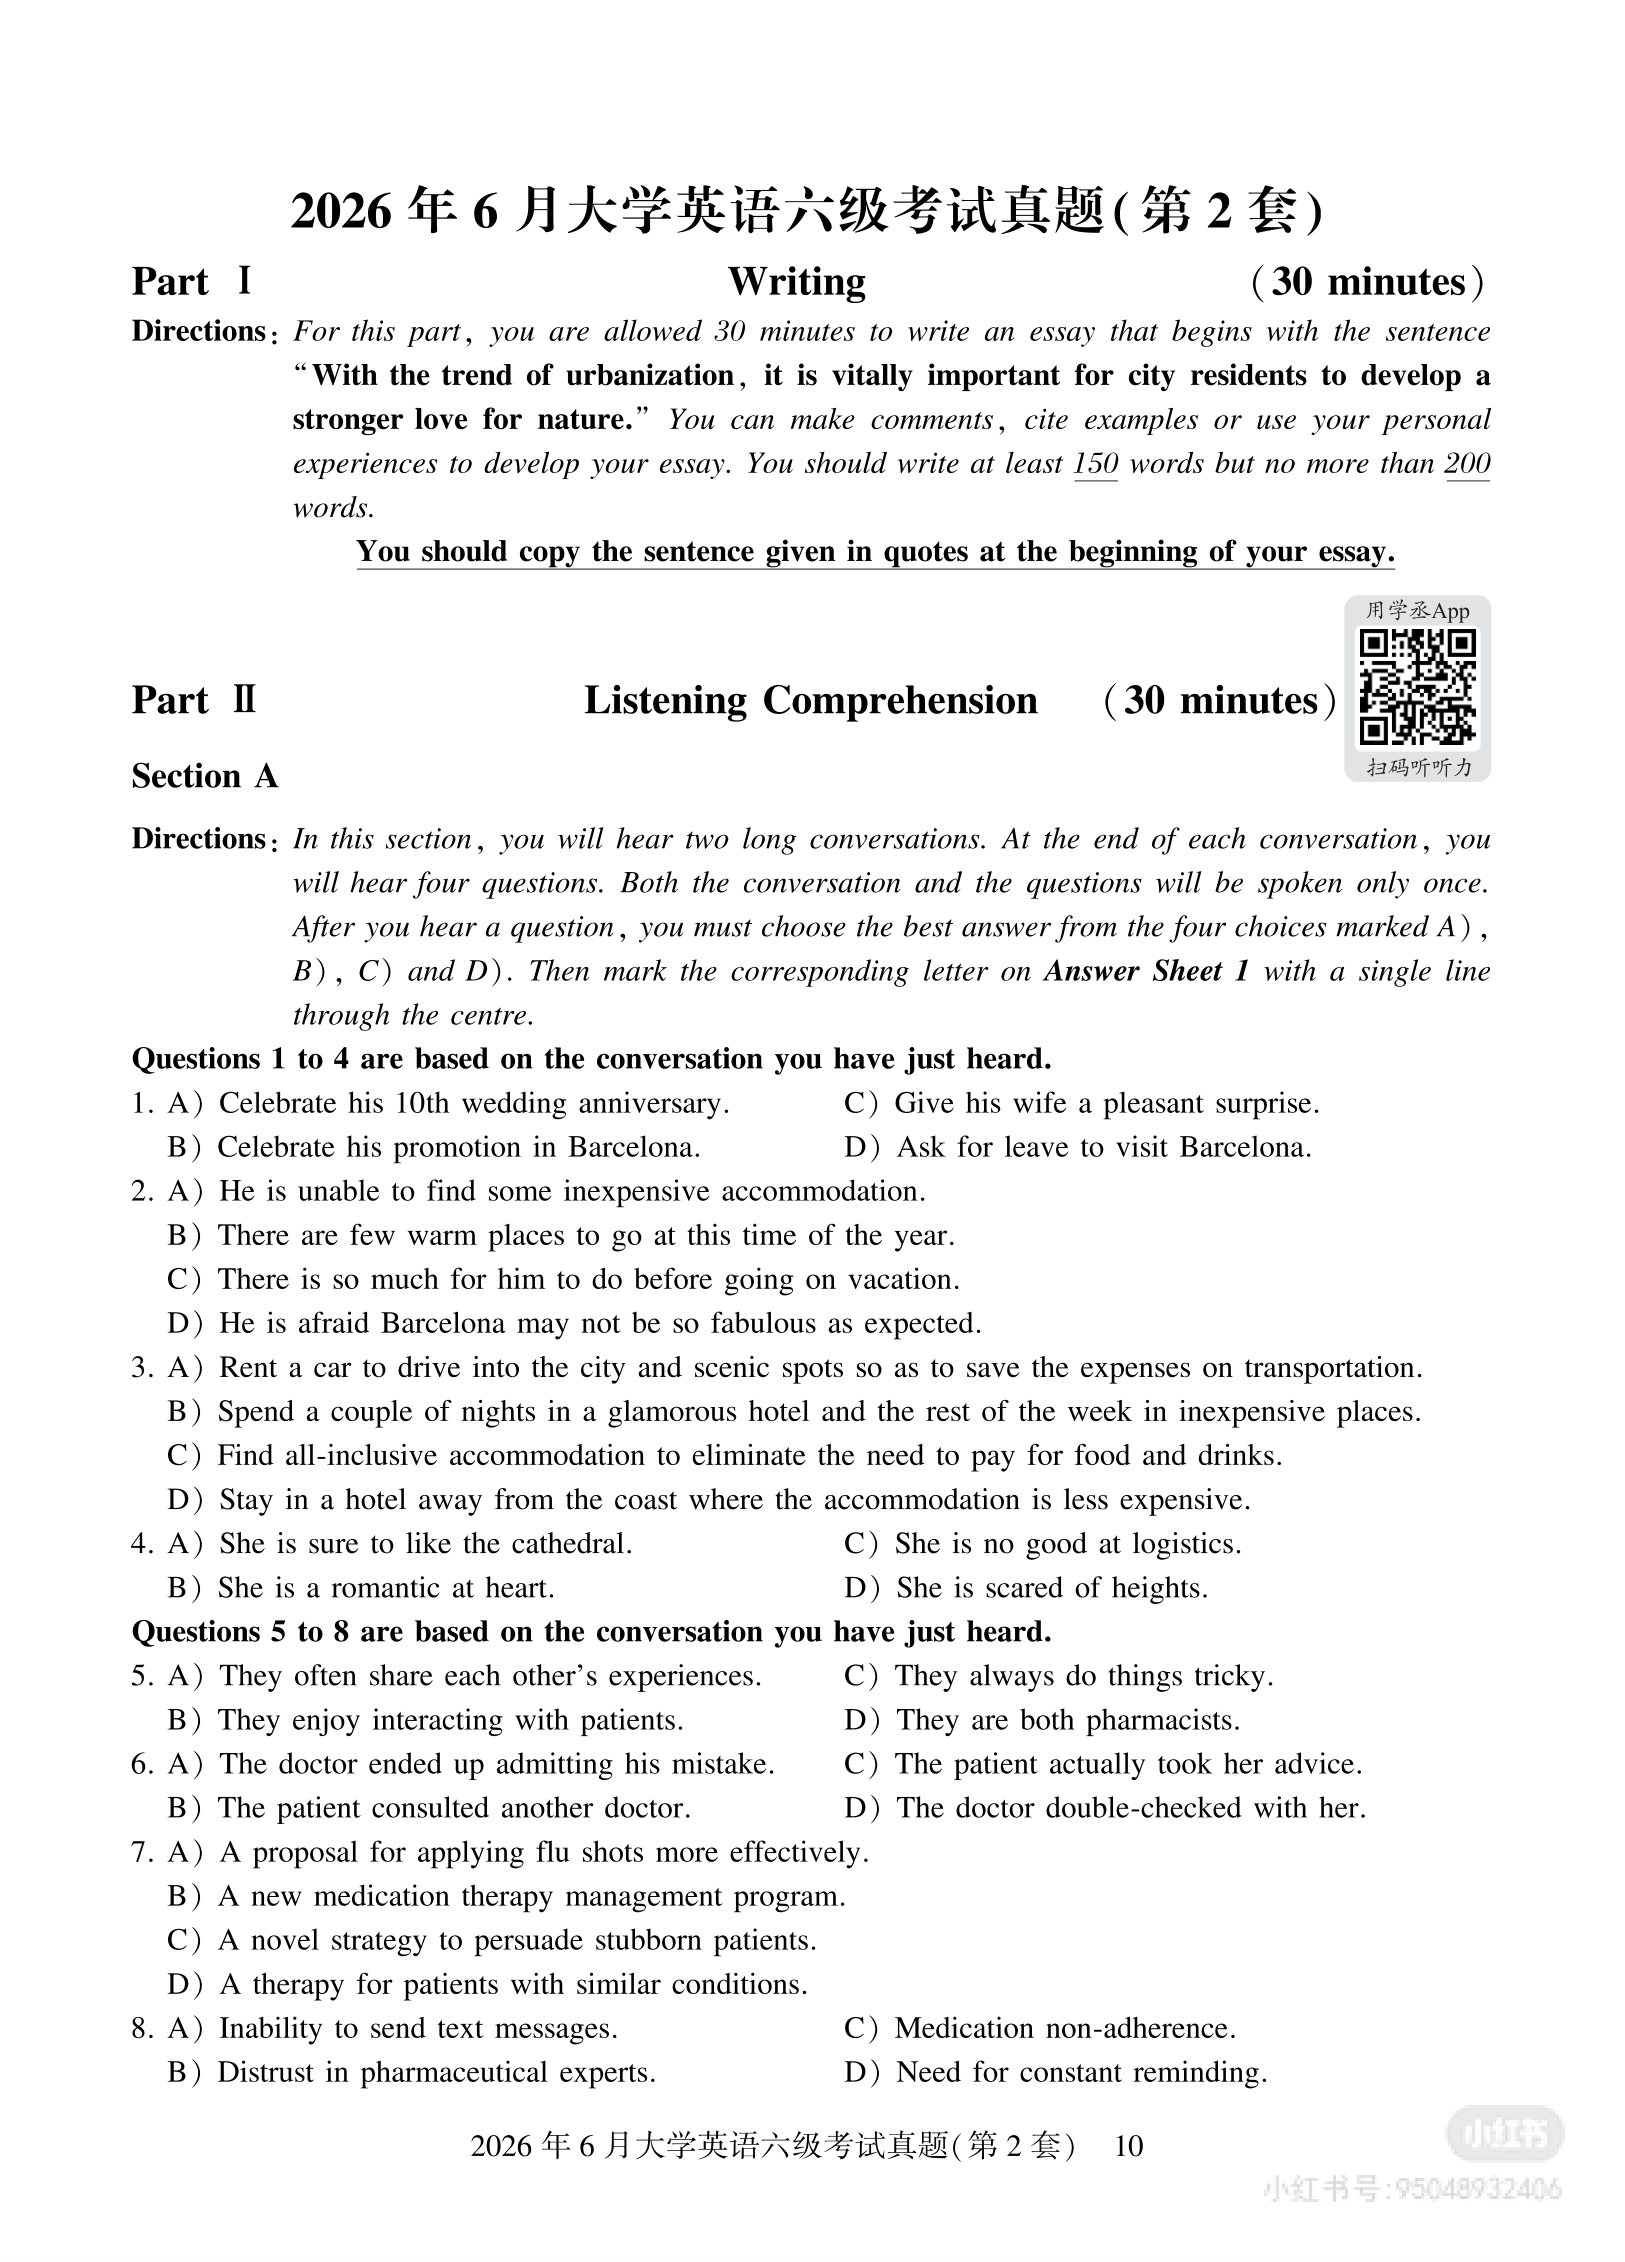 2026 年 6 月大学英语六级考试真题(第 2 套)
Part Ⅰ Writing (30 minutes)
Directions: For this part, you are allowed 30 minutes to write an essay that begins with the sentence
“With the trend of urbanization, it is vitally important for city residents to develop a
stronger love for nature.” You can make comments, cite examples or use your personal
experiences to develop your essay. You should write at least 150 words but no more than 200
words.
You should copy the sentence given in quotes at the beginning of your essay.
用学丞App
Part Ⅱ Listening Comprehension (30 minutes)
扫码听听力
Section A
Directions: In this section, you will hear two long conversations. At the end of each conversation, you
will hear four questions. Both the conversation and the questions will be spoken only once.
After you hear a question, you must choose the best answer from the four choices marked A),
B), C) and D). Then mark the corresponding letter on Answer Sheet 1 with a single line
through the centre.
Questions 1 to 4 are based on the conversation you have just heard.
1. A) Celebrate his 10th wedding anniversary. C) Give his wife a pleasant surprise.
B) Celebrate his promotion in Barcelona. D) Ask for leave to visit Barcelona.
2. A) He is unable to find some inexpensive accommodation.
B) There are few warm places to go at this time of the year.
C) There is so much for him to do before going on vacation.
D) He is afraid Barcelona may not be so fabulous as expected.
3. A) Rent a car to drive into the city and scenic spots so as to save the expenses on transportation.
B) Spend a couple of nights in a glamorous hotel and the rest of the week in inexpensive places.
C) Find all-inclusive accommodation to eliminate the need to pay for food and drinks.
D) Stay in a hotel away from the coast where the accommodation is less expensive.
4. A) She is sure to like the cathedral. C) She is no good at logistics.
B) She is a romantic at heart. D) She is scared of heights.
Questions 5 to 8 are based on the conversation you have just heard.
5. A) They often share each other’s experiences. C) They always do things tricky.
B) They enjoy interacting with patients. D) They are both pharmacists.
6. A) The doctor ended up admitting his mistake. C) The patient actually took her advice.
B) The patient consulted another doctor. D) The doctor double-checked with her.
7. A) A proposal for applying flu shots more effectively.
B) A new medication therapy management program.
C) A novel strategy to persuade stubborn patients.
D) A therapy for patients with similar conditions.
8. A) Inability to send text messages. C) Medication non-adherence.
B) Distrust in pharmaceutical experts. D) Need for constant reminding.
2026 年 6 月大学英语六级考试真题(第 2 套) 10
小红书
小红书号:95048932406